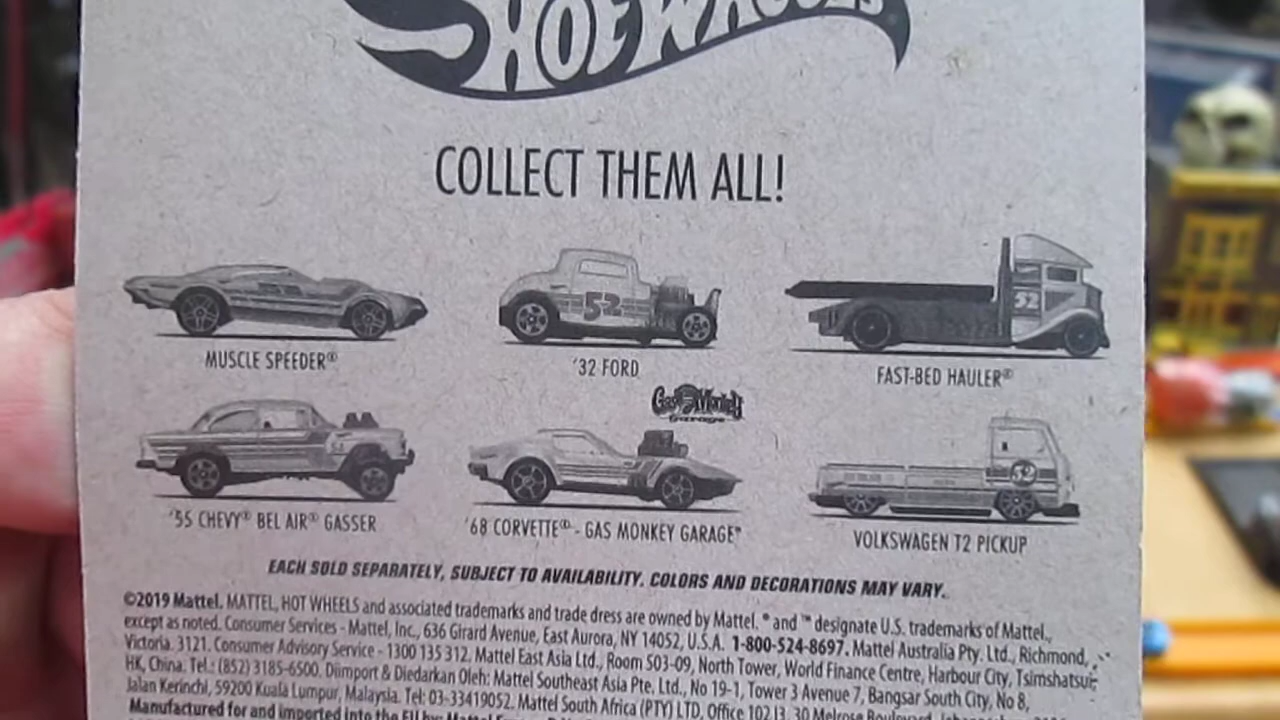 HOT WHEELS
COLLECT THEM ALL!
52
52
MUSCLE SPEEDER®
'32 FORD
FAST-BED HAULER®
Gas Monkey
Garage
52
'55 CHEVY® BEL AIR® GASSER
'68 CORVETTE® - GAS MONKEY GARAGE™
VOLKSWAGEN T2 PICKUP
EACH SOLD SEPARATELY, SUBJECT TO AVAILABILITY. COLORS AND DECORATIONS MAY VARY.
©2019 Mattel. MATTEL, HOT WHEELS and associated trademarks and trade dress are owned by Mattel. ® and ™ designate U.S. trademarks of Mattel,
except as noted. Consumer Services - Mattel, Inc., 636 Girard Avenue, East Aurora, NY 14052, U.S.A. 1-800-524-8697. Mattel Australia Pty. Ltd., Richmond,
Victoria. 3121. Consumer Advisory Service - 1300 135 312. Mattel East Asia Ltd., Room 503-09, North Tower, World Finance Centre, Harbour City, Tsimshatsui,
HK, China. Tel.: (852) 3185-6500. Diimport & Diedarkan Oleh: Mattel Southeast Asia Pte. Ltd., No 19-1, Tower 3 Avenue 7, Bangsar South City, No 8,
Jalan Kerinchi, 59200 Kuala Lumpur, Malaysia. Tel: 03-33419052. Mattel South Africa (PTY) LTD, Office 102 I3, 30 Melrose Boulevard,
Manufactured for and imported into the EU by: Mattel